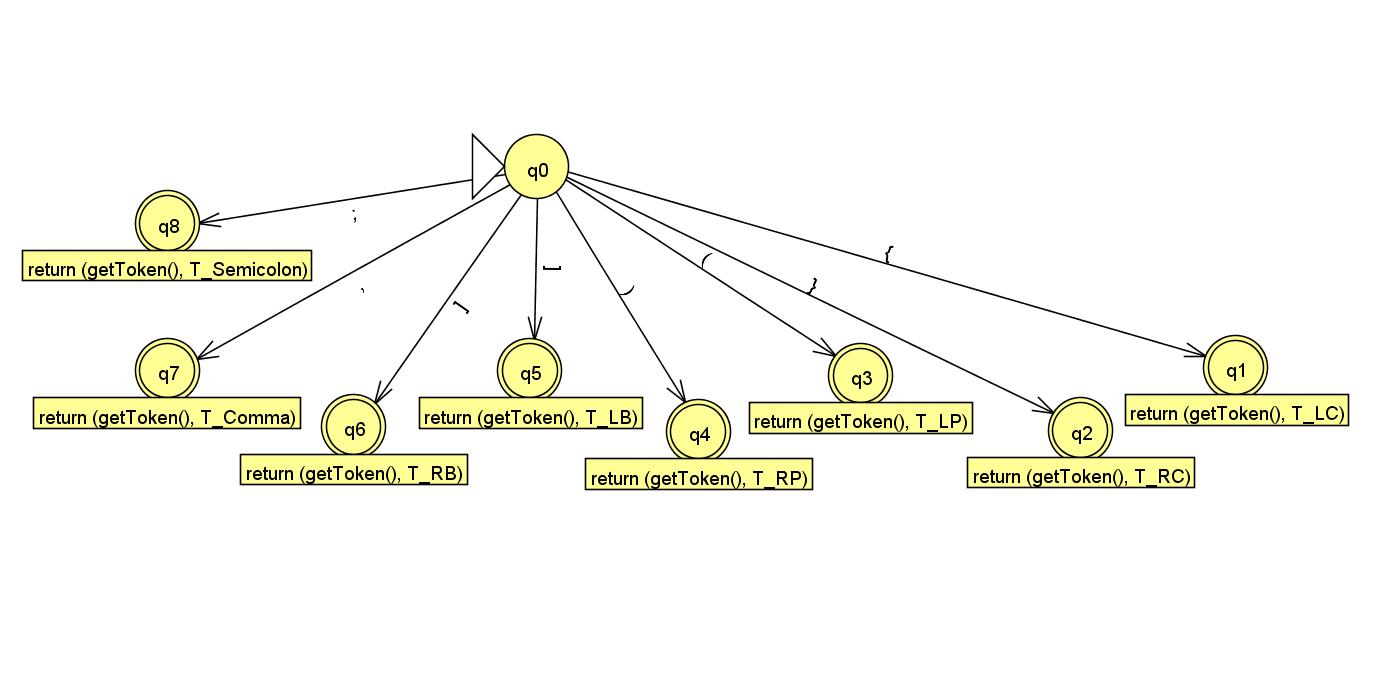 q0
q8
;
return (getToken(), T_Semicolon)
{
(
[
)
}
,
]
q7
q5
q3
q1
return (getToken(), T_Comma)
return (getToken(), T_LB)
return (getToken(), T_LP)
return (getToken(), T_LC)
q6
q4
q2
return (getToken(), T_RB)
return (getToken(), T_RP)
return (getToken(), T_RC)